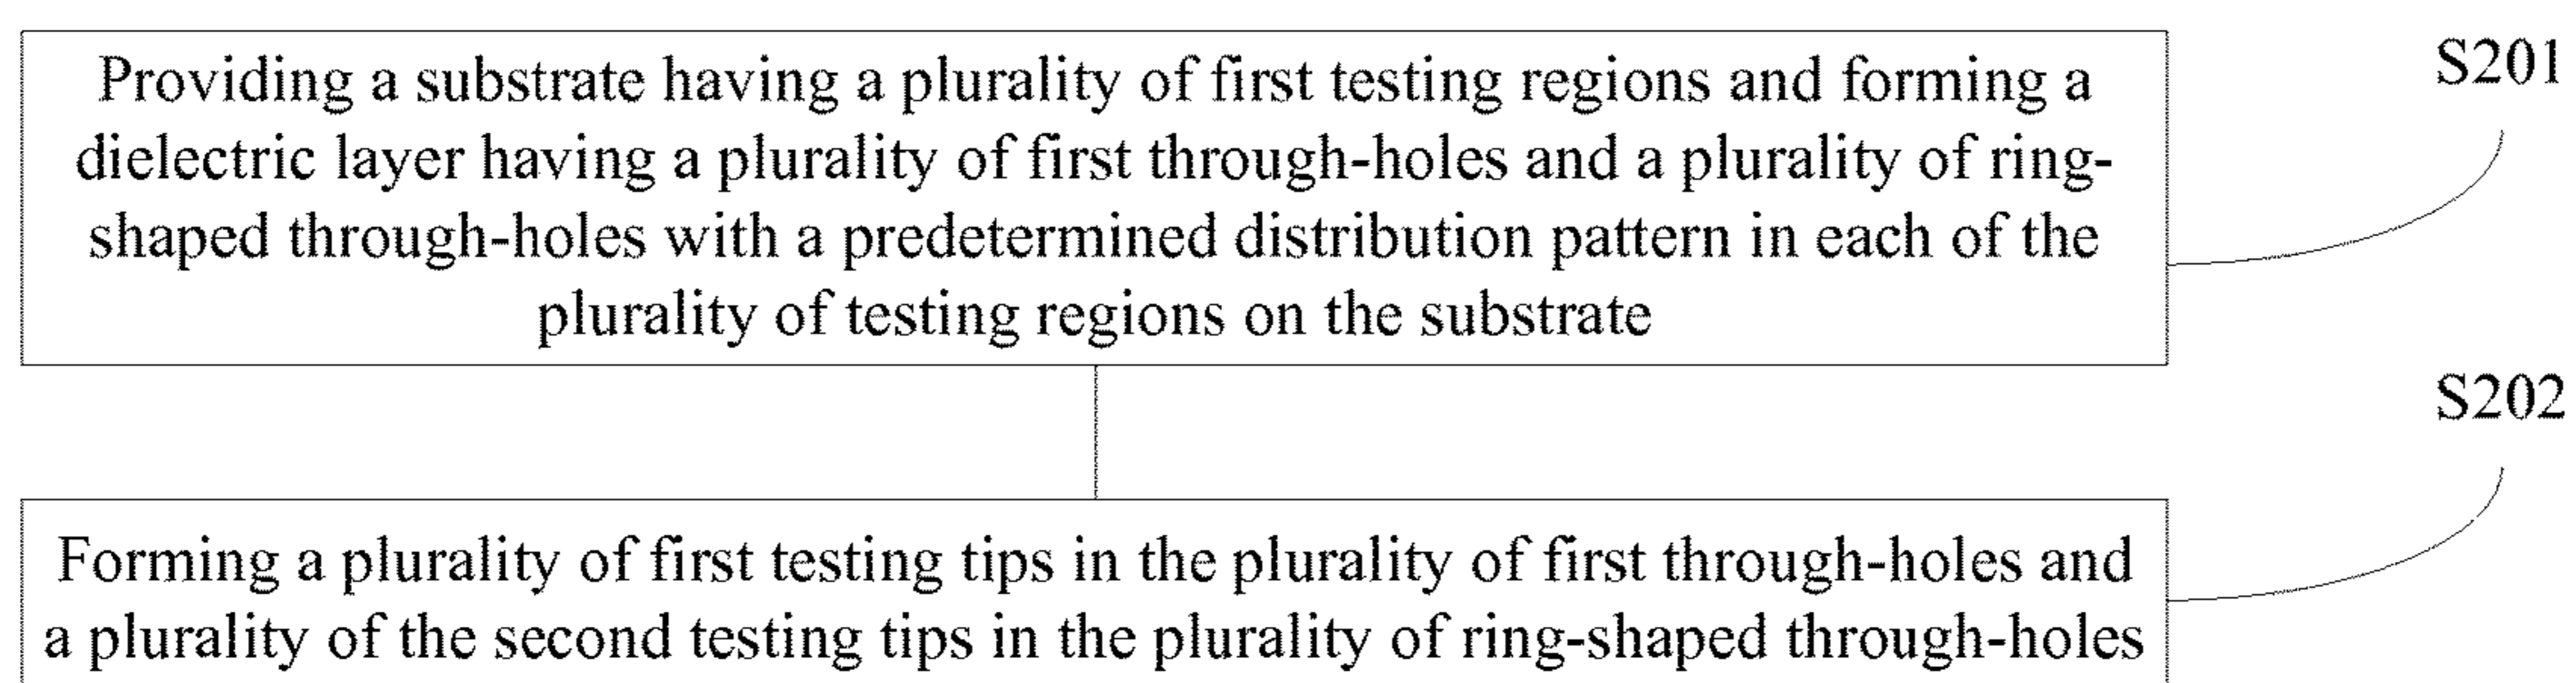 Providing a substrate having a plurality of first testing regions and forming a
dielectric layer having a plurality of first through-holes and a plurality of ring-
shaped through-holes with a predetermined distribution pattern in each of the
plurality of testing regions on the substrate
S201
S202
Forming a plurality of first testing tips in the plurality of first through-holes and
a plurality of the second testing tips in the plurality of ring-shaped through-holes